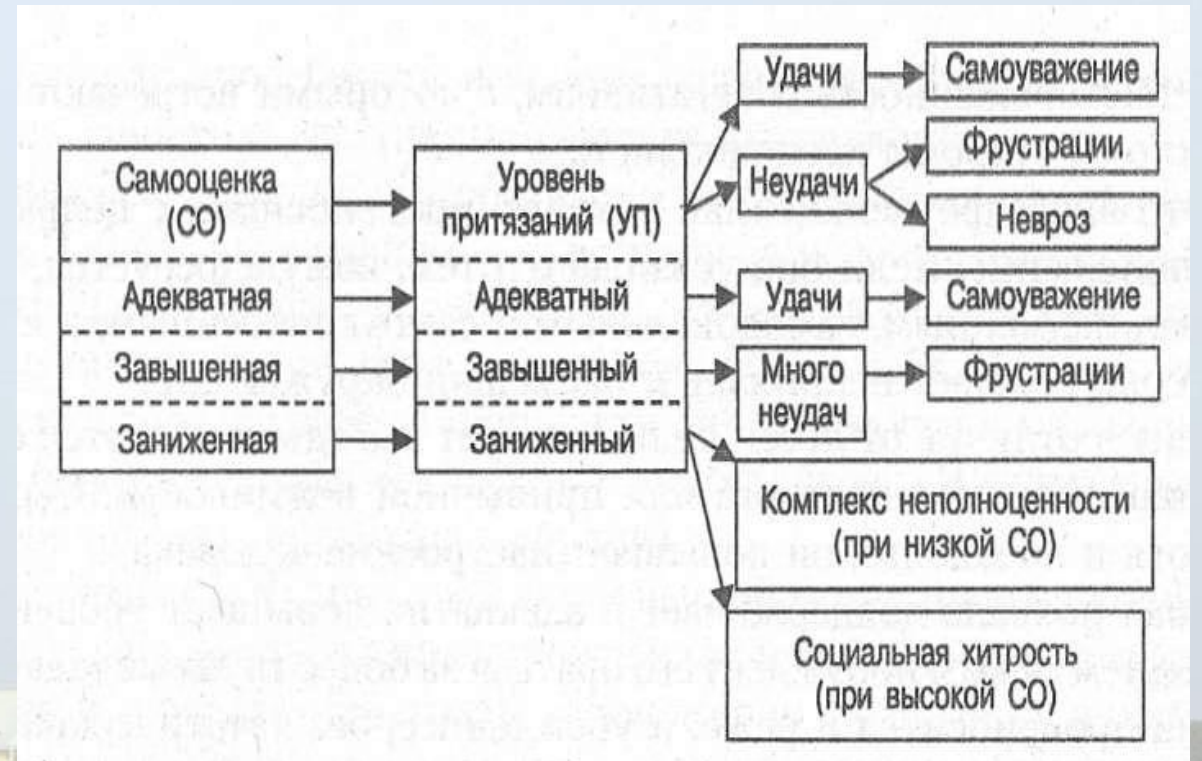 Самооценка
(СО)
Адекватная
Завышенная
Заниженная
Уровень
притязаний (УП)
Адекватный
Завышенный
Заниженный
Удачи
Самоуважение
Неудачи
Фрустрации
Невроз
Удачи
Самоуважение
Много
неудач
Фрустрации
Комплекс неполноценности
(при низкой СО)
Социальная хитрость
(при высокой СО)